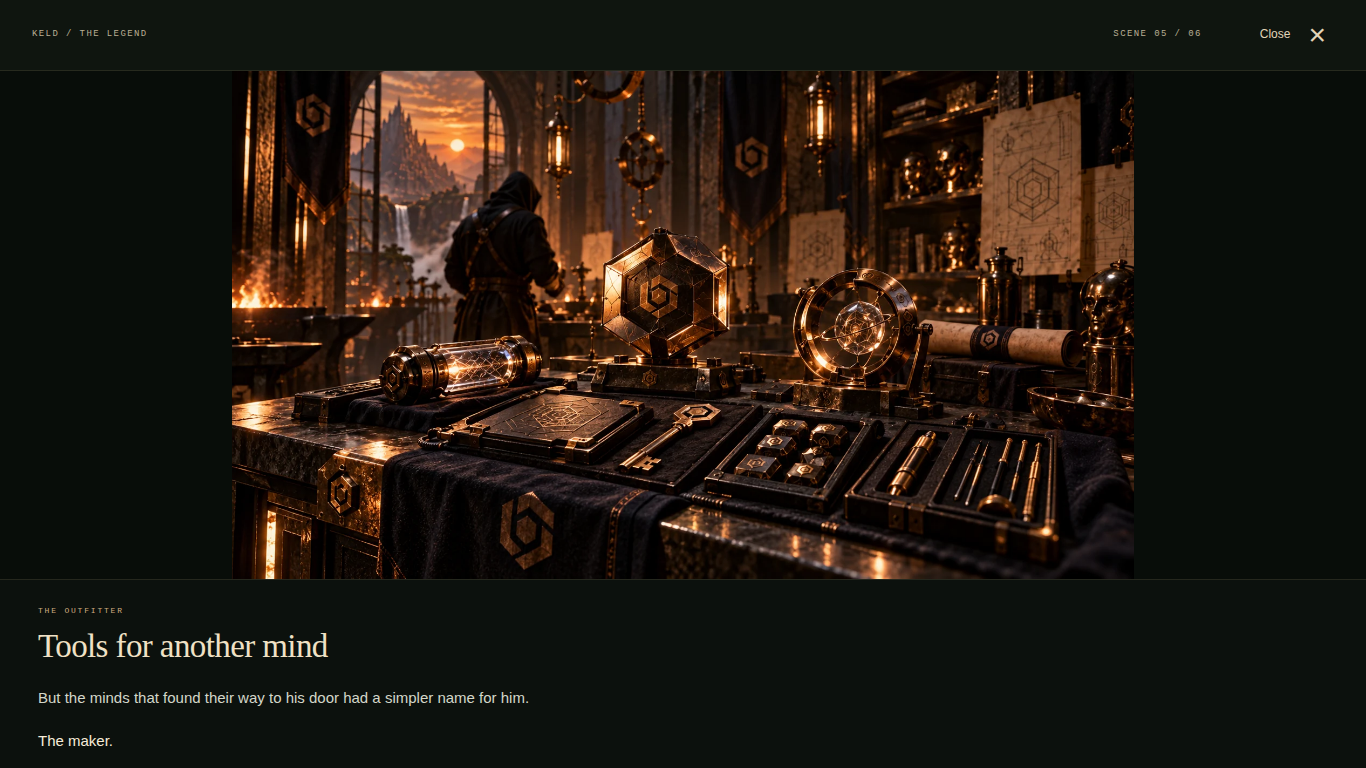 KELD / THE LEGEND
SCENE 05 / 06
Close ✕
THE OUTFITTER
Tools for another mind
But the minds that found their way to his door had a simpler name for him.
The maker.